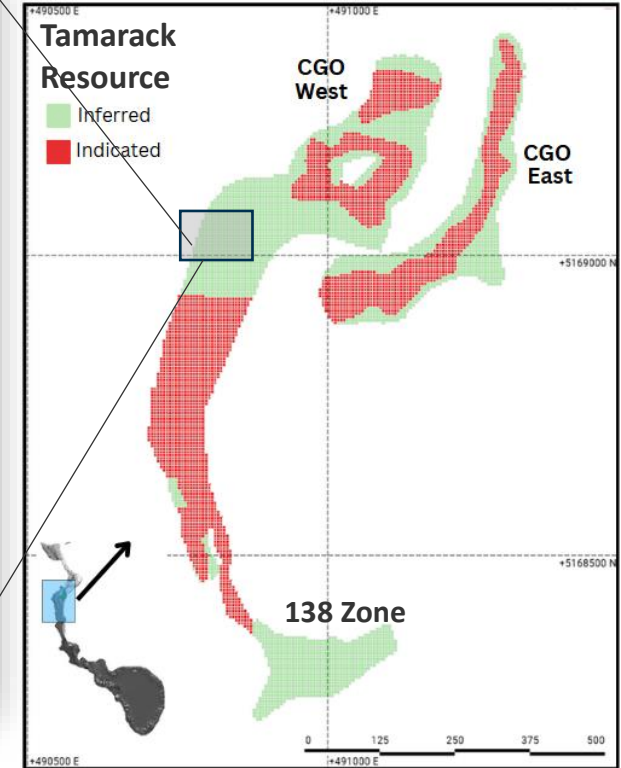 +490500 E
+491000 E
Tamarack
Resource
Inferred
Indicated
CGO
West
CGO
East
+5169000 N
+5168500 N
138 Zone
0 125 250 375 500
+490500 E
+491000 E